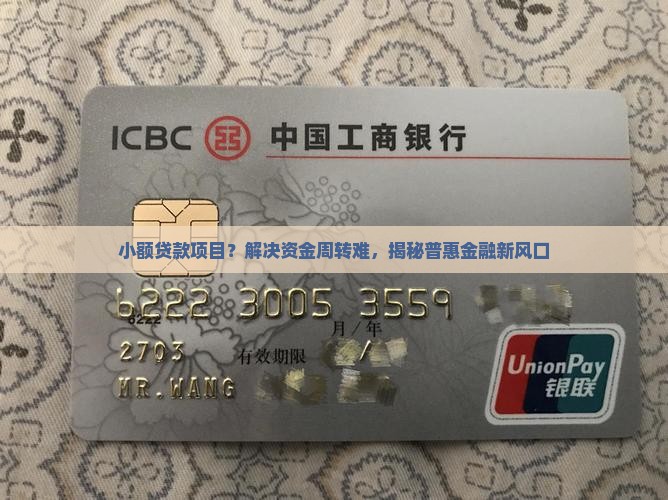 ICBC 中国工商银行
小额贷款项目？解决资金周转难，揭秘普惠金融新风口
6222 3005 3559
6222
月/年
2703 有效期限 /
MR.WANG
UnionPay
银联